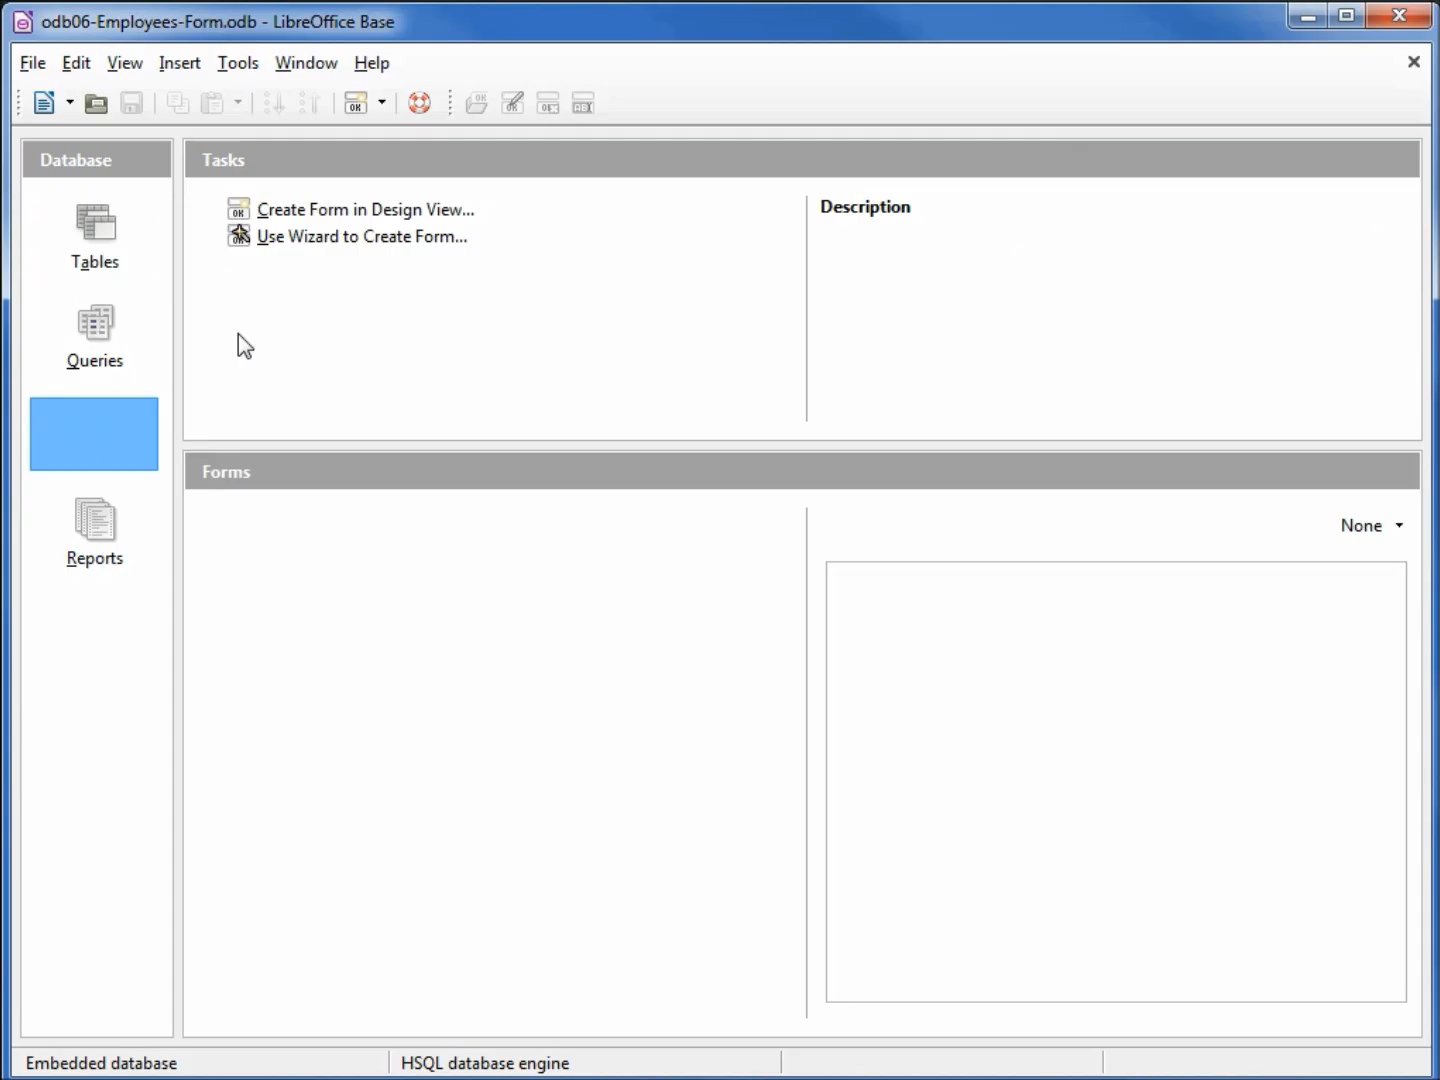 odb06-Employees-Form.odb - LibreOffice Base
File Edit View Insert Tools Window Help
Database
Tables
Queries
Reports
Tasks
Create Form in Design View...
Use Wizard to Create Form...
Description
Forms
None
Embedded database
HSQL database engine